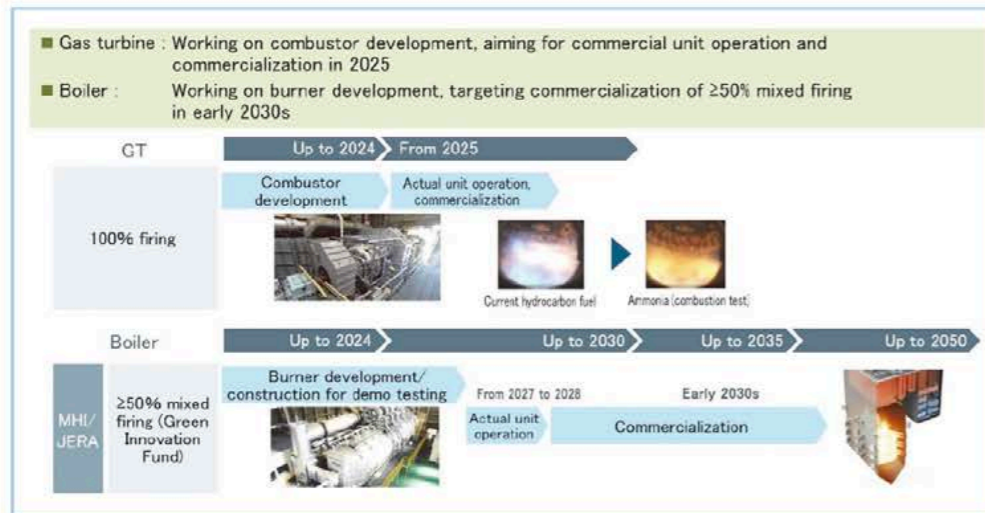 ■ Gas turbine : Working on combustor development, aiming for commercial unit operation and
commercialization in 2025
■ Boiler : Working on burner development, targeting commercialization of ≥50% mixed firing
in early 2030s
GT
Up to 2024 From 2025
100% firing
Combustor
development
Actual unit operation,
commercialization
Current hydrocarbon fuel
Ammonia (combustion test)
Boiler
Up to 2024 Up to 2030 Up to 2035 Up to 2050
MHI/
JERA
≥50% mixed
firing (Green
Innovation
Fund)
Burner development/
construction for demo testing
From 2027 to 2028
Actual unit
operation
Early 2030s
Commercialization